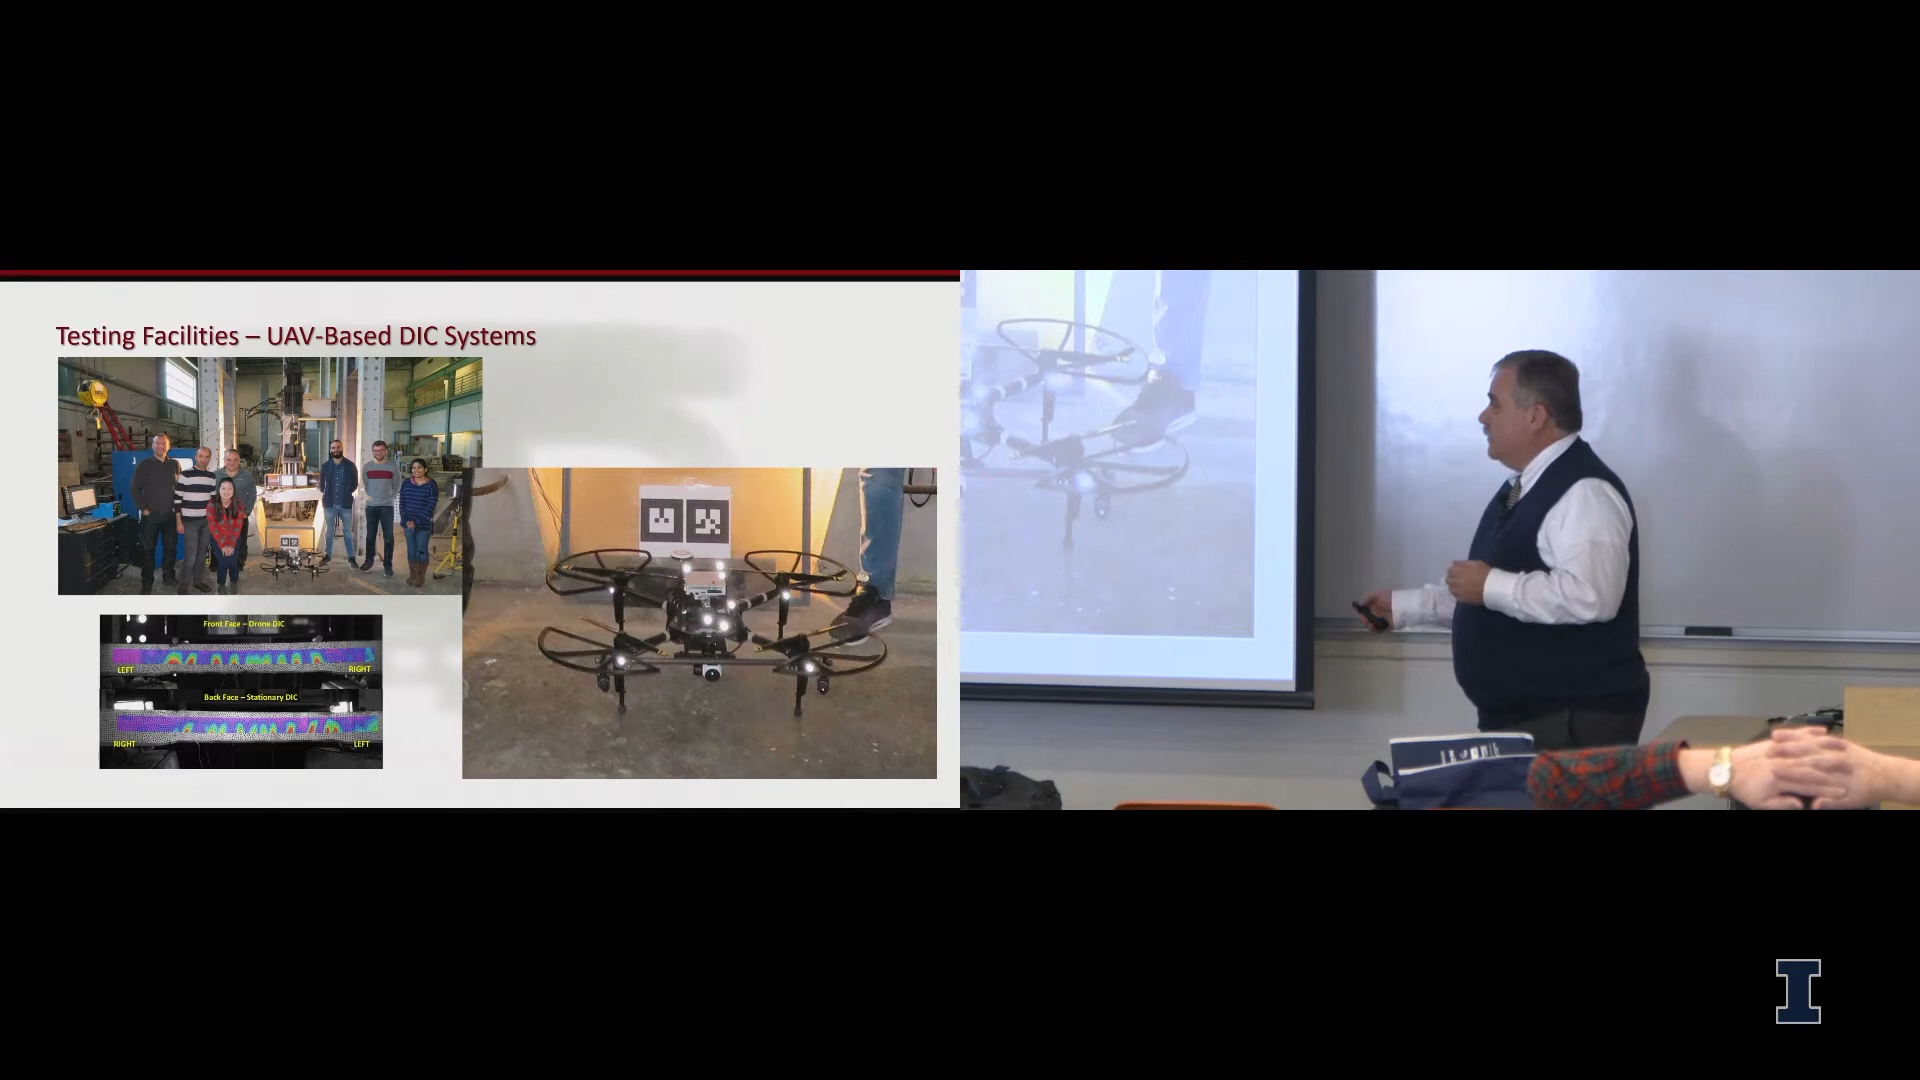 Testing Facilities – UAV-Based DIC Systems
Front Face – Drone DIC
LEFT
RIGHT
Back Face – Stationary DIC
RIGHT
LEFT
I